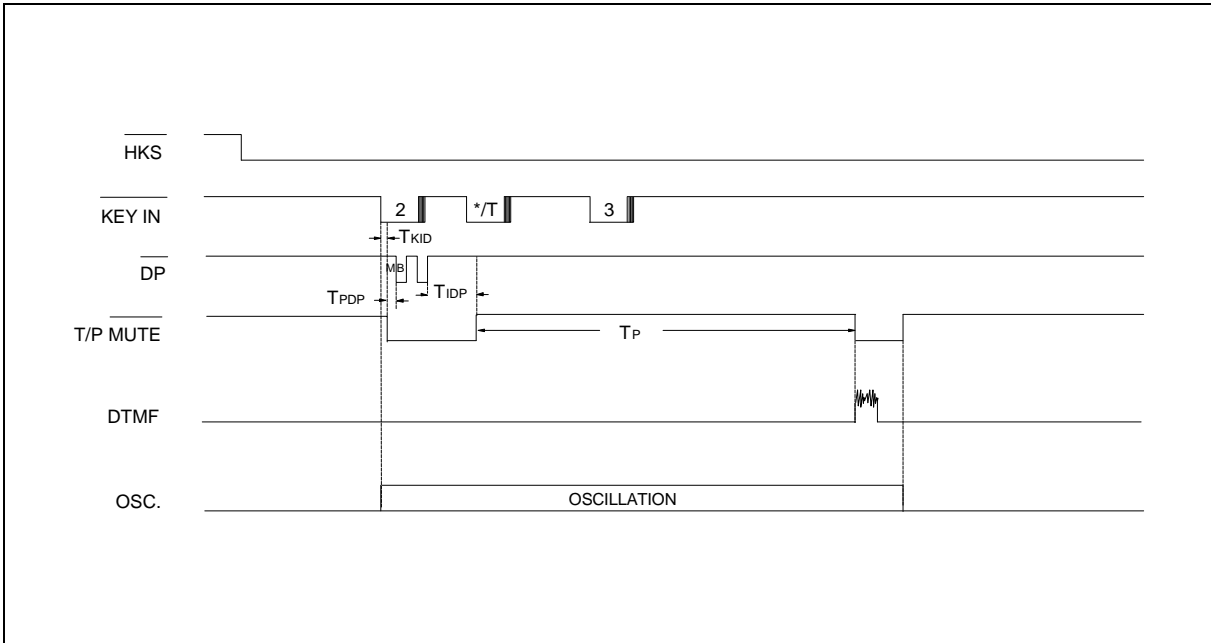 HKS
KEY IN
2
*/T
3
TKID
DP
M B
TPDP
TIDP
T/P MUTE
TP
DTMF
OSC.
OSCILLATION